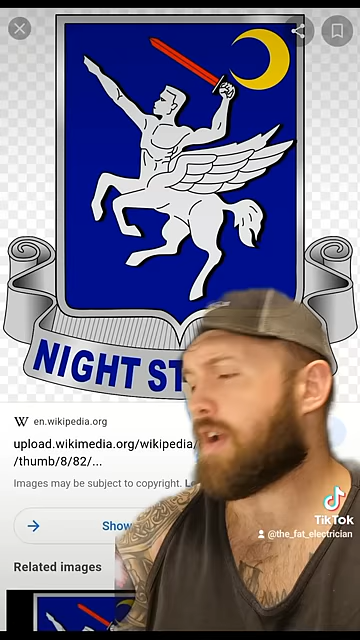 NIGHT ST
W en.wikipedia.org
upload.wikimedia.org/wikipedia/
/thumb/8/82/...
Images may be subject to copyright. L
Show
TikTok
@the_fat_electrician
Related images